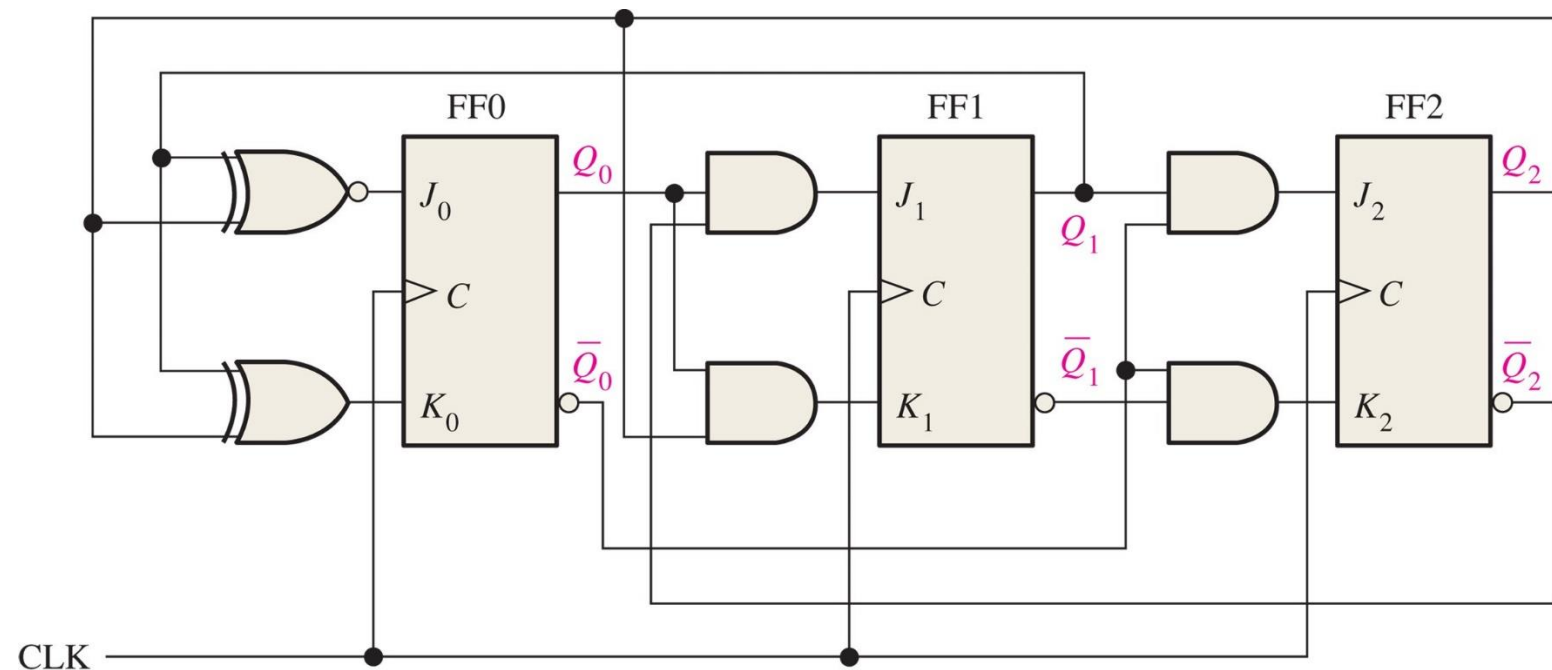 FF0 FF1 FF2
Q₀ Q₂
J₀ J₁ J₂
Q₁
C C C
Q̅₀ Q̅₁ Q̅₂
K₀ K₁ K₂
CLK